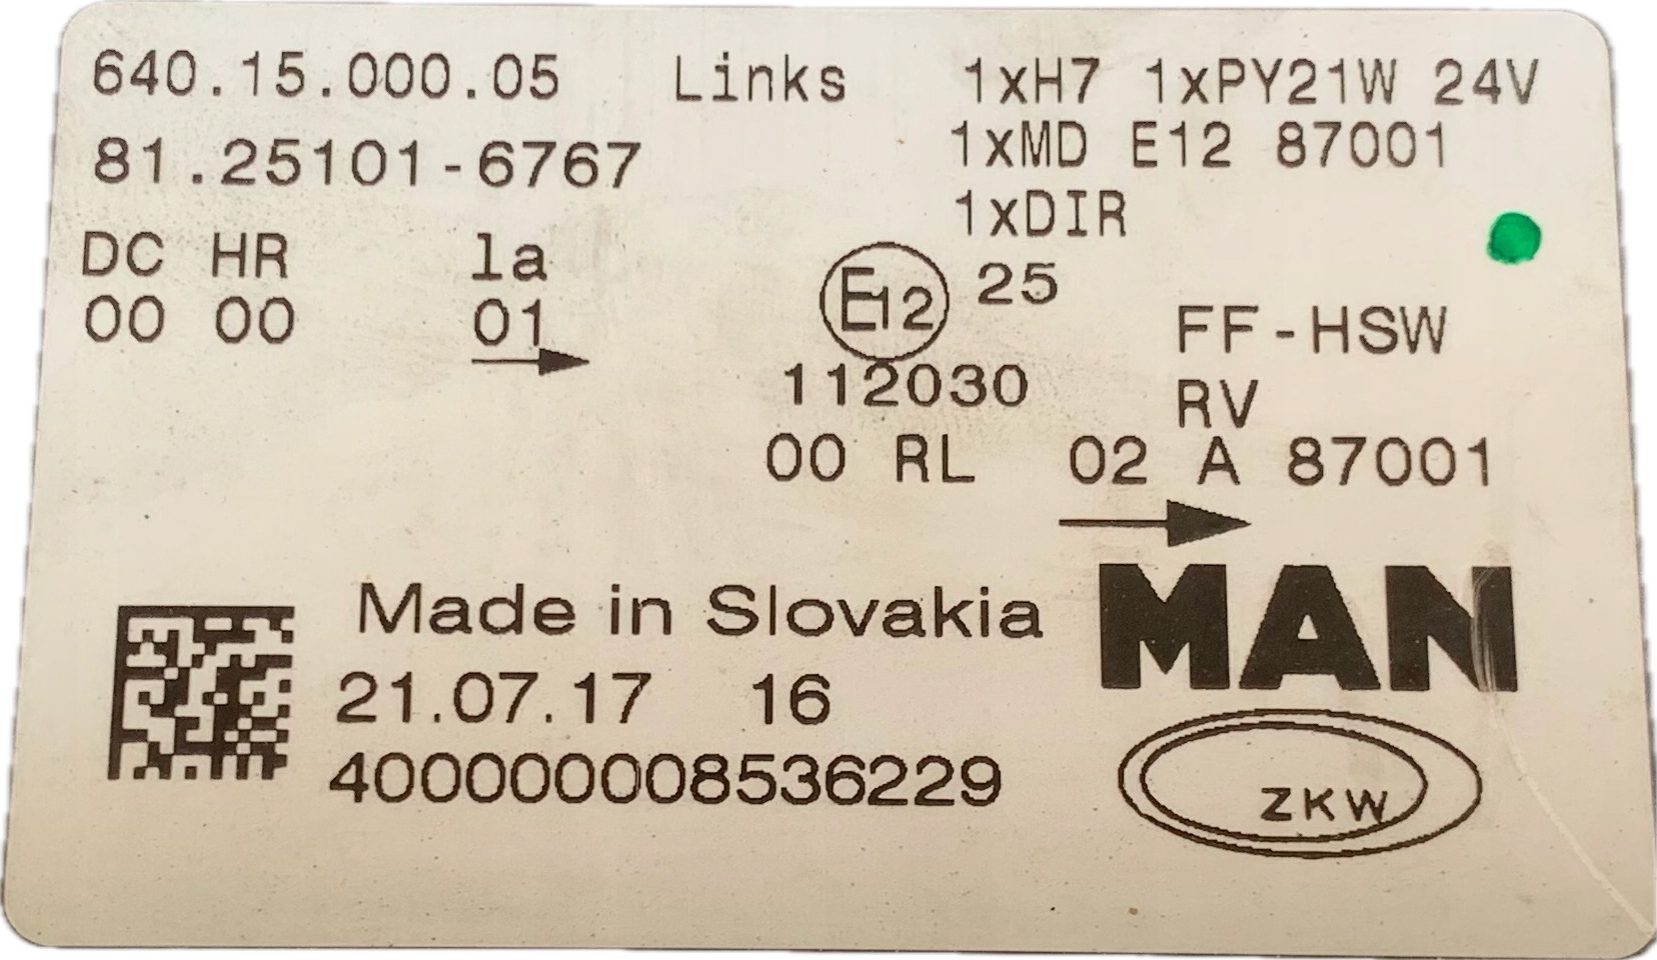 640.15.000.05 Links 1xH7 1xPY21W 24V
81.25101-6767 1xMD E12 87001
1xDIR
DC HR 1a
00 00 01
E12 25
FF-HSW
112030 RV
00 RL 02 A 87001
MAN
Made in Slovakia
21.07.17 16
4000000008536229
ZKW